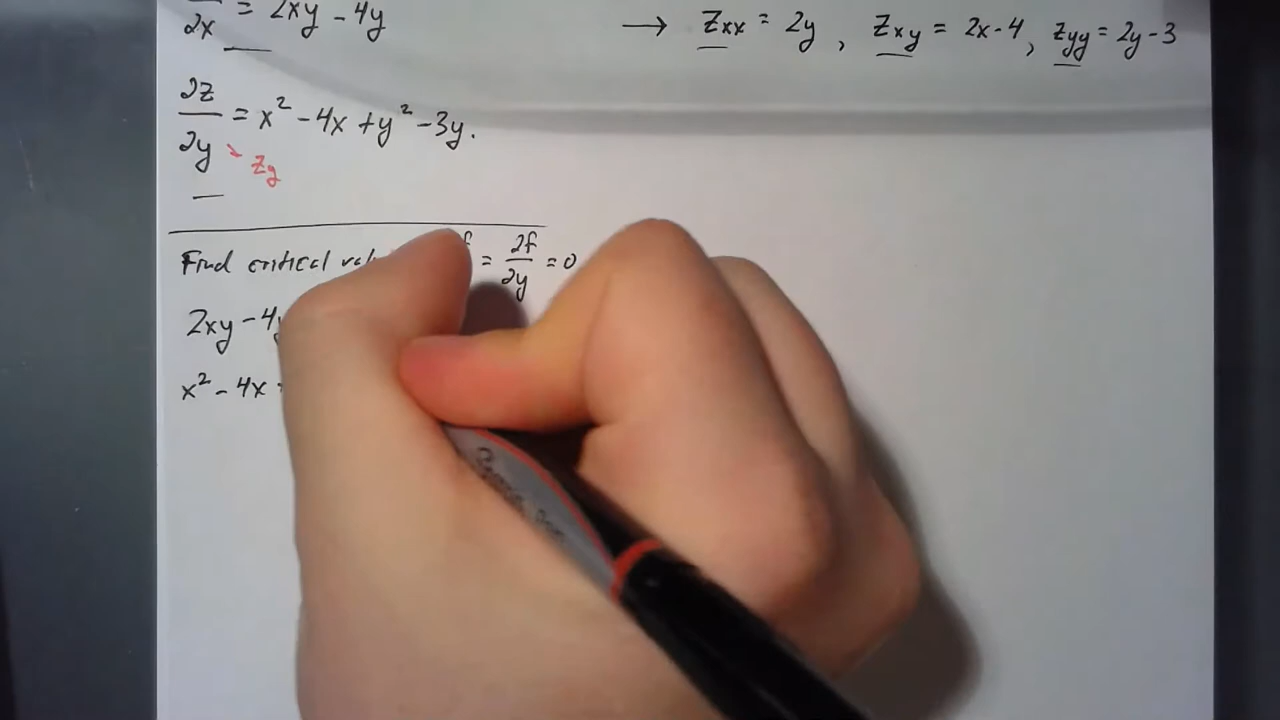 ∂x = 2xy - 4y → Zxx = 2y , Zxy = 2x-4, Zyy = 2y-3
∂z/∂y = x² - 4x + y² - 3y.
zy
Find critical = ∂f/∂y = 0
2xy - 4y
x² - 4x